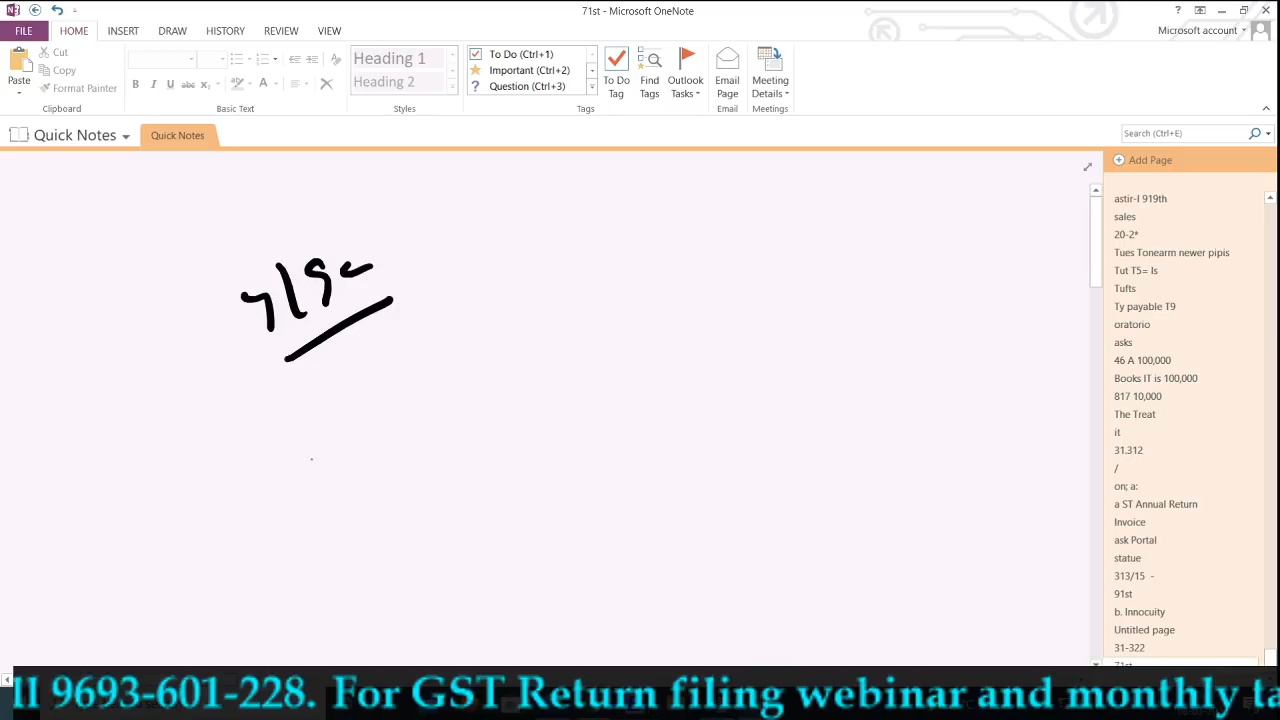 71st - Microsoft OneNote
?
FILE
HOME
INSERT
DRAW
HISTORY
REVIEW
VIEW
Microsoft account
Paste
Cut
Copy
Format Painter
Clipboard
B I U abc x₂ A
Basic Text
Heading 1
Heading 2
Styles
To Do (Ctrl+1)
Important (Ctrl+2)
? Question (Ctrl+3)
To Do Tag
Find Tags
Outlook Tasks
Tags
Email Page
Email
Meeting Details
Meetings
Quick Notes
Quick Notes
Search (Ctrl+E)
Add Page
astir-I 919th
sales
20-2*
Tues Tonearm newer pipis
Tut T5= Is
Tufts
Ty payable T9
oratorio
asks
46 A 100,000
Books IT is 100,000
817 10,000
The Treat
it
31.312
/
on; a:
a ST Annual Return
Invoice
ask Portal
statue
313/15 -
91st
b. Innocuity
Untitled page
31-322
71st
ll 9693-601-228. For GST Return filing webinar and monthly ta